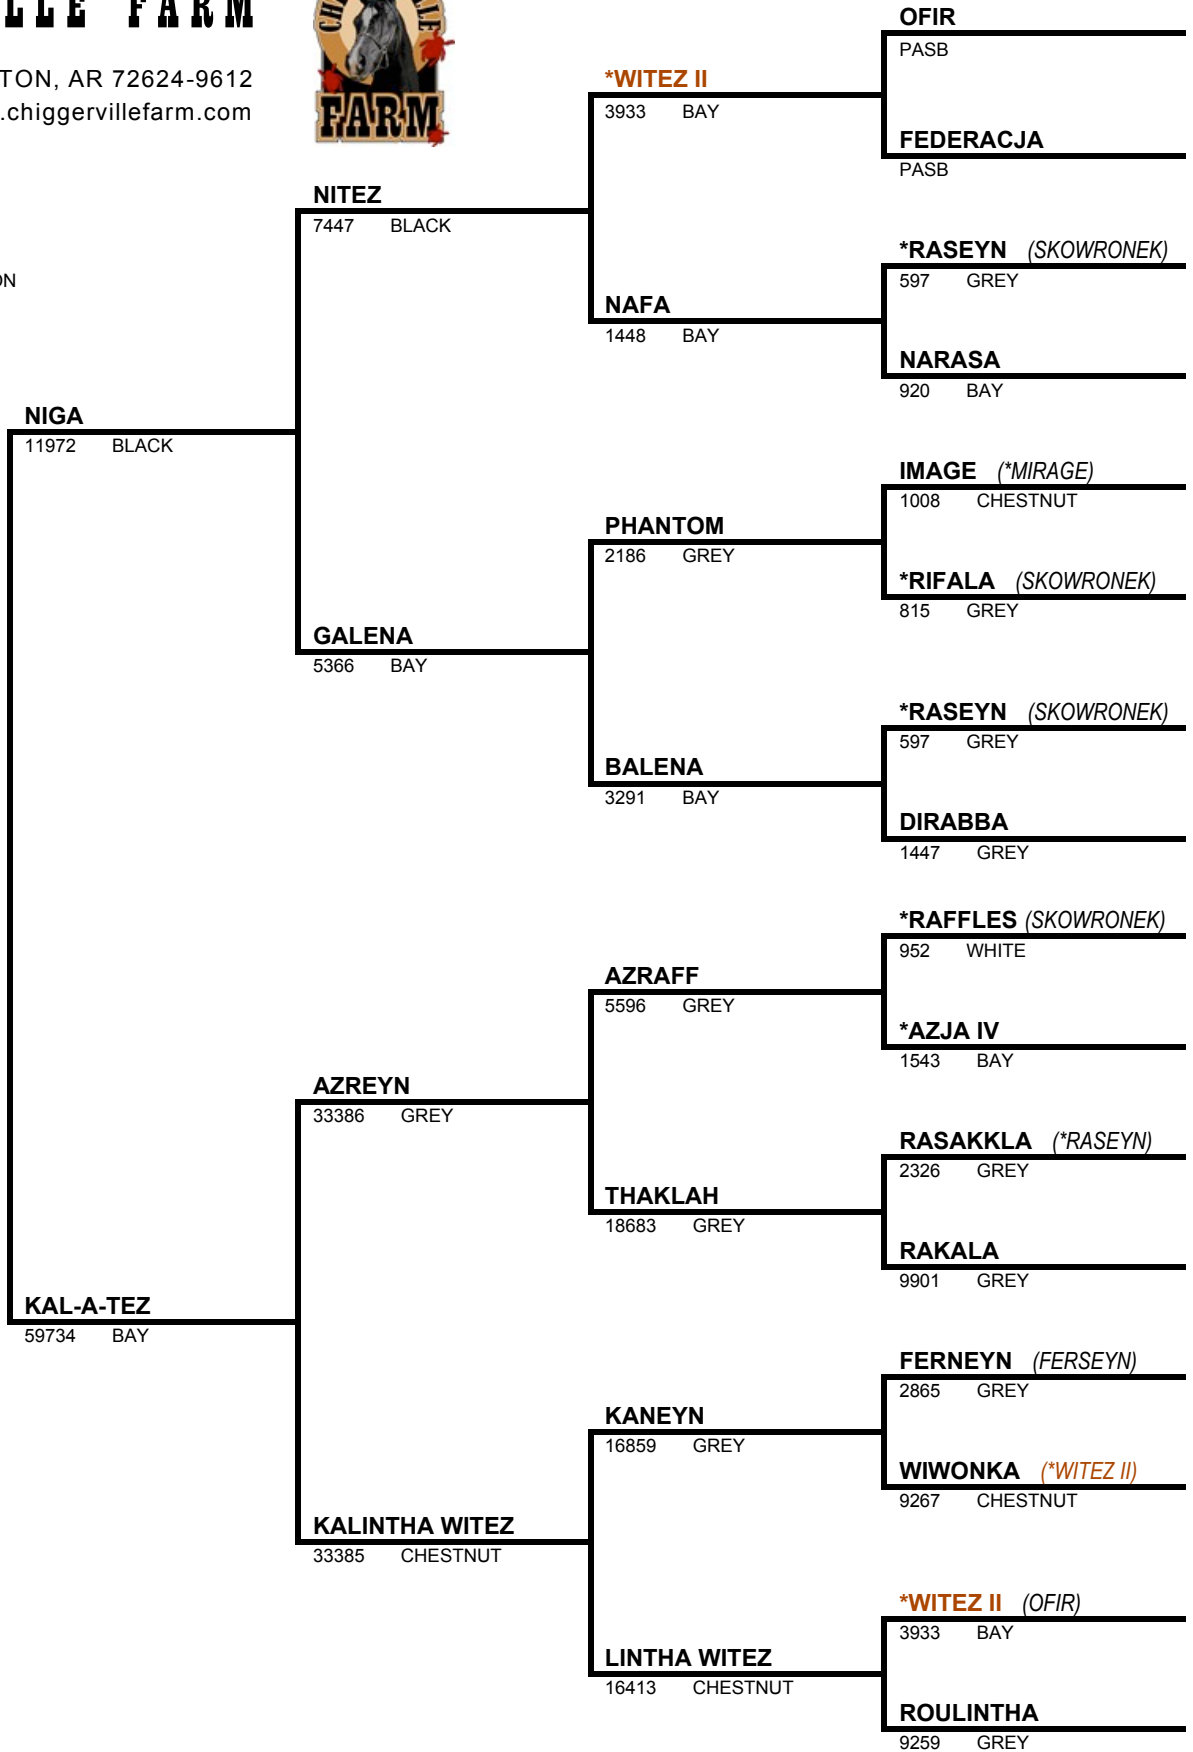 LLE FARM
TON, AR 72624-9612
.chiggervillefarm.com
FARM
ON
NIGA
11972 BLACK
KAL-A-TEZ
59734 BAY
NITEZ
7447 BLACK
GALENA
5366 BAY
AZREYN
33386 GREY
KALINTHA WITEZ
33385 CHESTNUT
*WITEZ II
3933 BAY
NAFA
1448 BAY
PHANTOM
2186 GREY
BALENA
3291 BAY
AZRAFF
5596 GREY
THAKLAH
18683 GREY
KANEYN
16859 GREY
LINTHA WITEZ
16413 CHESTNUT
OFIR
PASB
FEDERACJA
PASB
*RASEYN (SKOWRONEK)
597 GREY
NARASA
920 BAY
IMAGE (*MIRAGE)
1008 CHESTNUT
*RIFALA (SKOWRONEK)
815 GREY
*RASEYN (SKOWRONEK)
597 GREY
DIRABBA
1447 GREY
*RAFFLES (SKOWRONEK)
952 WHITE
*AZJA IV
1543 BAY
RASAKKLA (*RASEYN)
2326 GREY
RAKALA
9901 GREY
FERNEYN (FERSEYN)
2865 GREY
WIWONKA (*WITEZ II)
9267 CHESTNUT
*WITEZ II (OFIR)
3933 BAY
ROULINTHA
9259 GREY